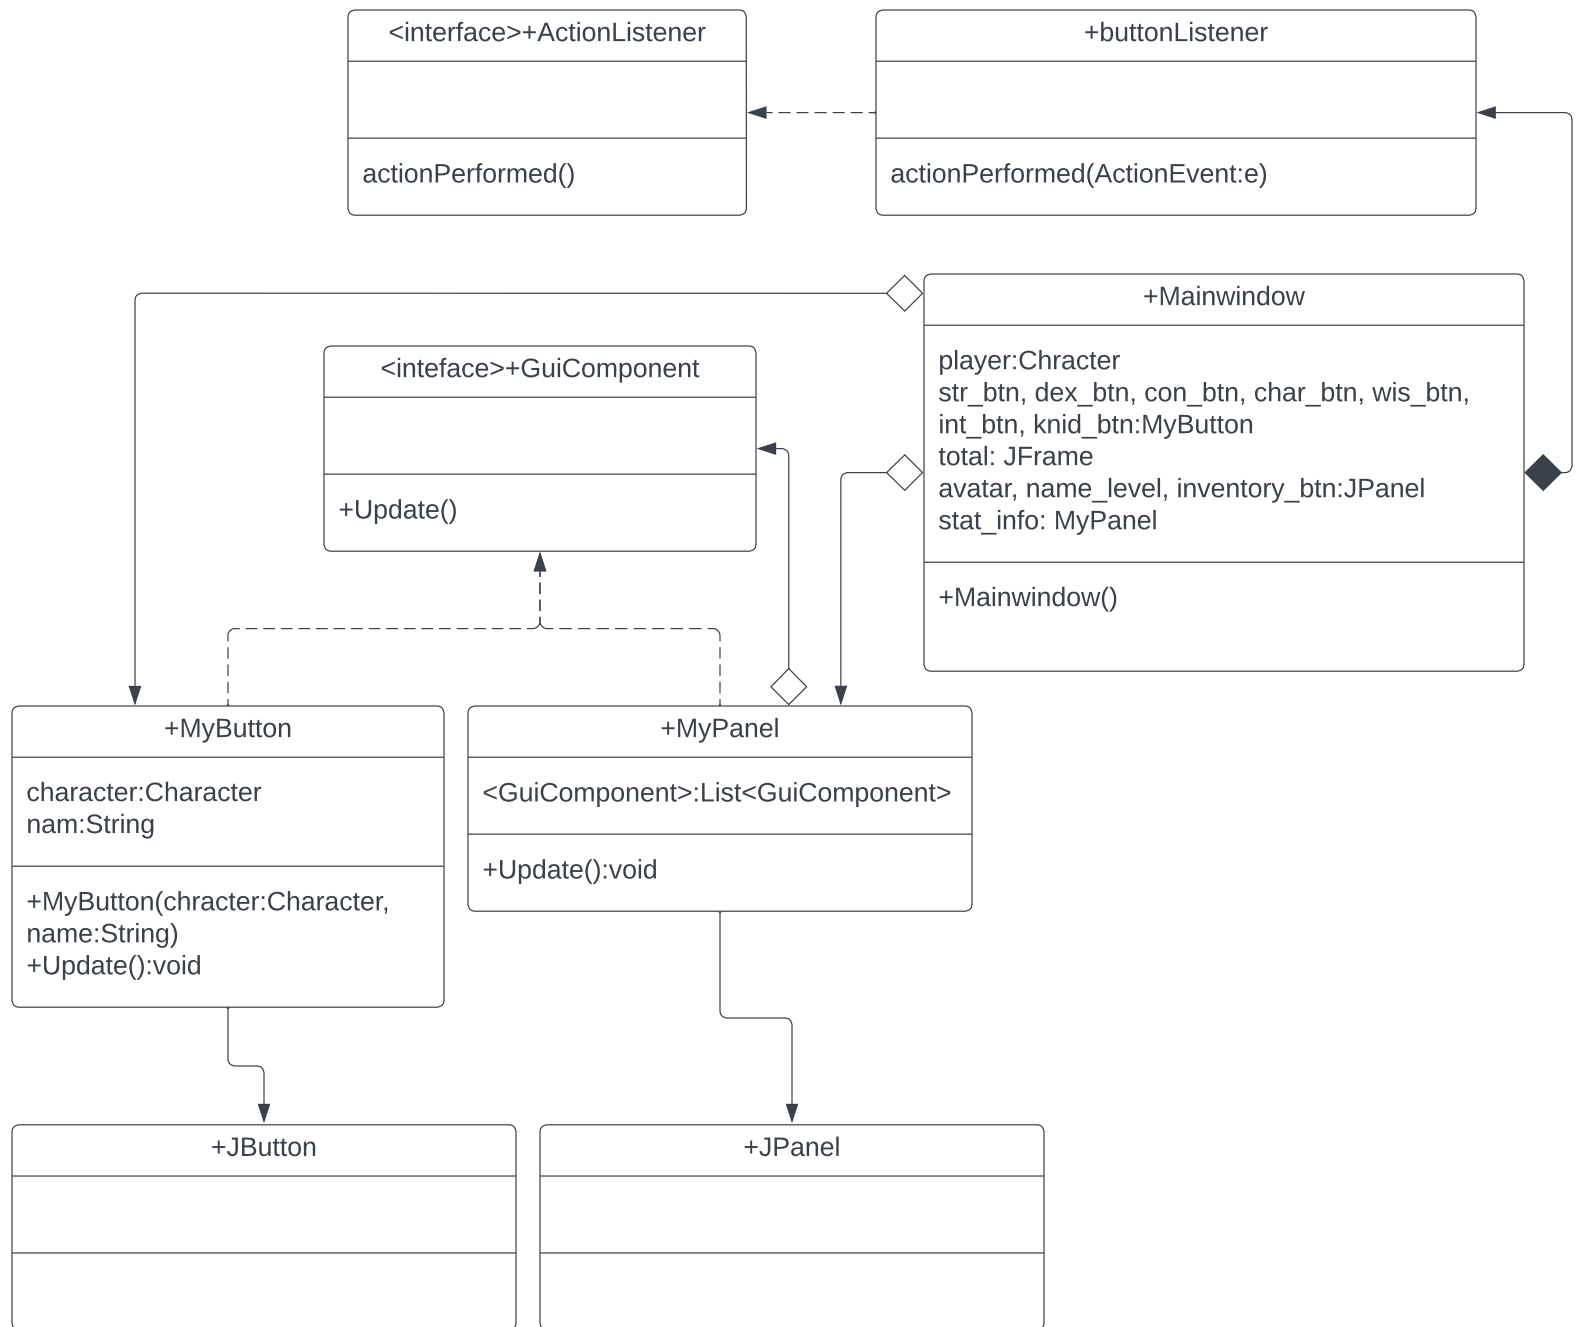 <interface>+ActionListener
actionPerformed()
+buttonListener
actionPerformed(ActionEvent:e)
+Mainwindow
player:Chracter
str_btn, dex_btn, con_btn, char_btn, wis_btn,
int_btn, knid_btn:MyButton
total: JFrame
avatar, name_level, inventory_btn:JPanel
stat_info: MyPanel
+Mainwindow()
<inteface>+GuiComponent
+Update()
+MyButton
character:Character
nam:String
+MyButton(chracter:Character,
name:String)
+Update():void
+MyPanel
<GuiComponent>:List<GuiComponent>
+Update():void
+JButton
+JPanel